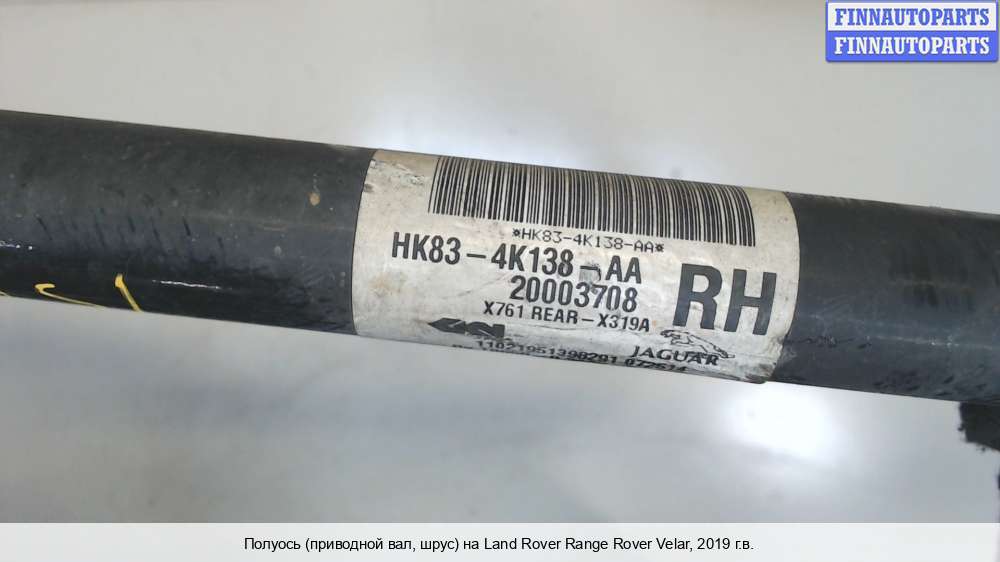 FINNAUTOPARTS
FINNAUTOPARTS
*HK83-4K138-AA*
HK83-4K138-AA
20003708
RH
X761 REAR-X319A
GKN
JAGUAR
Полуось (приводной вал, шрус) на Land Rover Range Rover Velar, 2019 г.в.